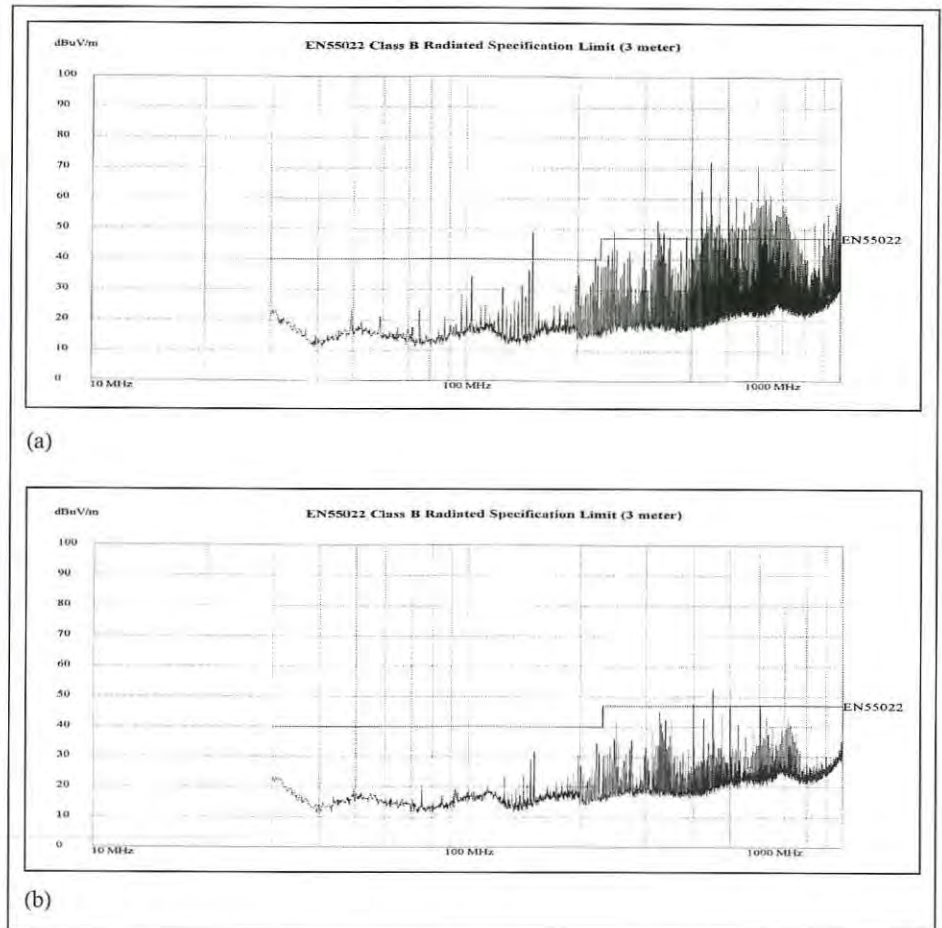 dBuV/m
EN55022 Class B Radiated Specification Limit (3 meter)
100
90
80
70
60
50
40
30
20
10
0
EN55022
10 MHz
100 MHz
1000 MHz
(a)
dBuV/m
EN55022 Class B Radiated Specification Limit (3 meter)
100
90
80
70
60
50
40
30
20
10
0
EN55022
10 MHz
100 MHz
1000 MHz
(b)